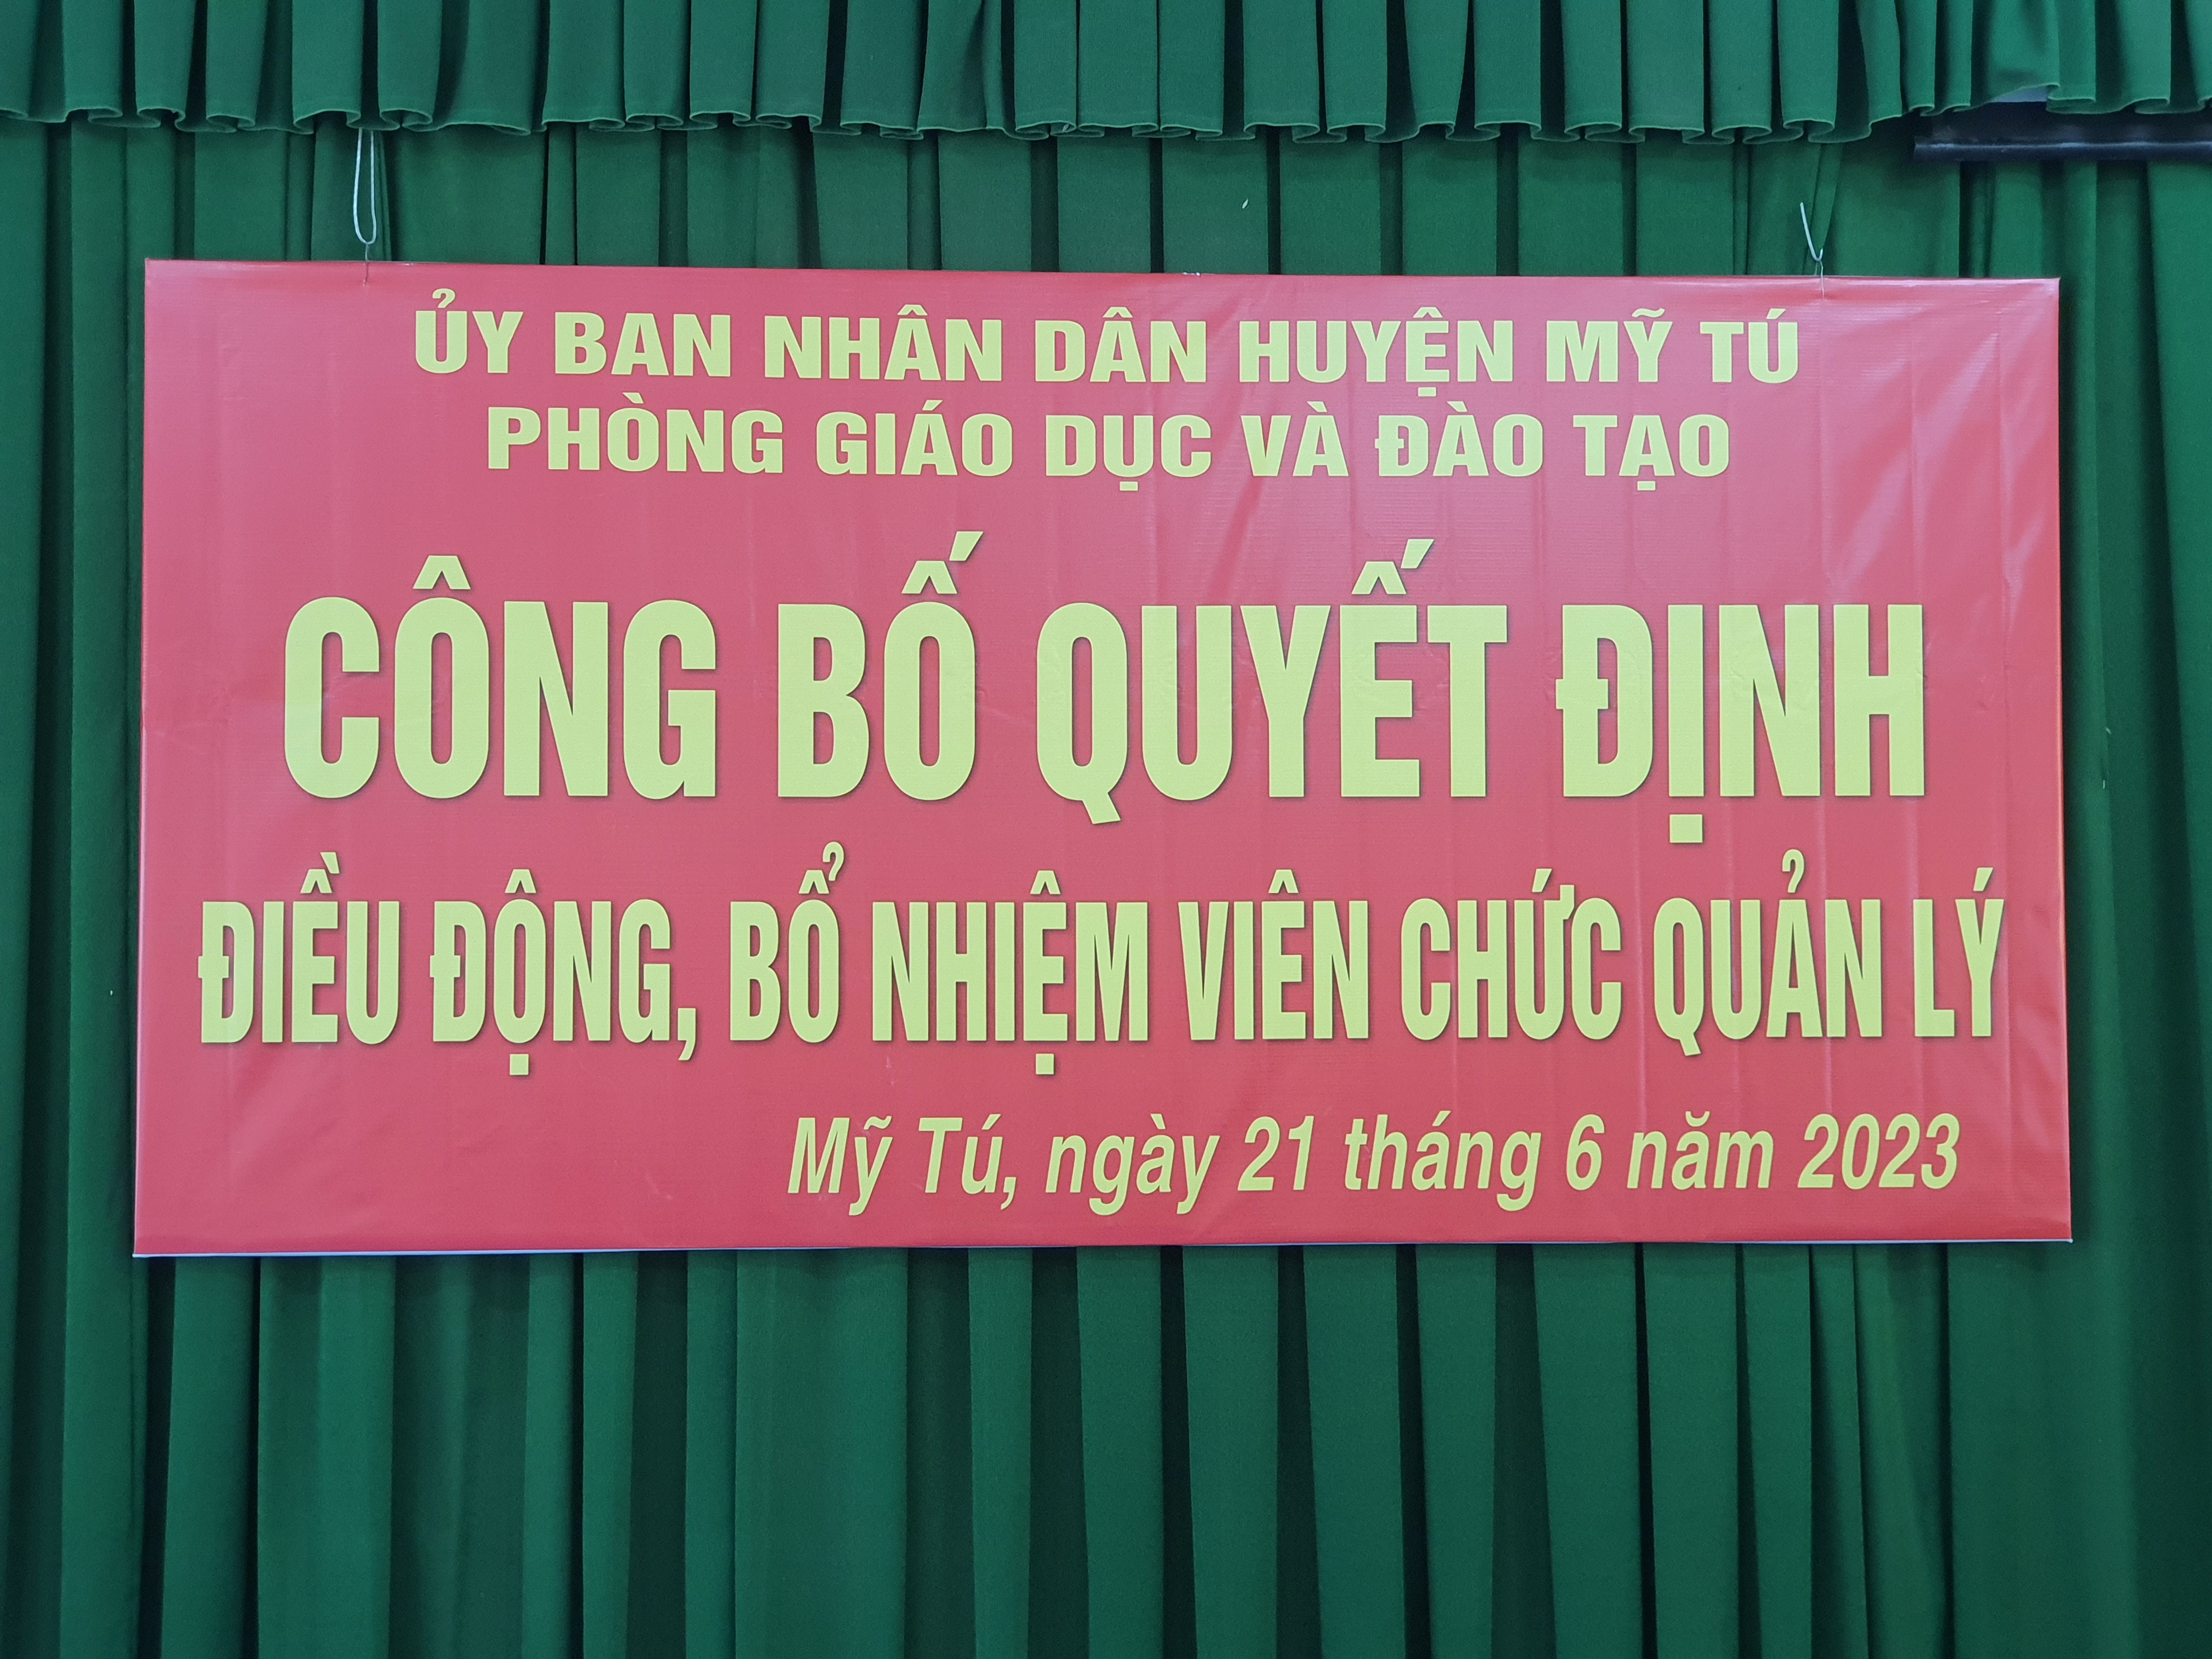 ỦY BAN NHÂN DÂN HUYỆN MỸ TÚ
PHÒNG GIÁO DỤC VÀ ĐÀO TẠO
CÔNG BỐ QUYẾT ĐỊNH
ĐIỀU ĐỘNG, BỔ NHIỆM VIÊN CHỨC QUẢN LÝ
Mỹ Tú, ngày 21 tháng 6 năm 2023